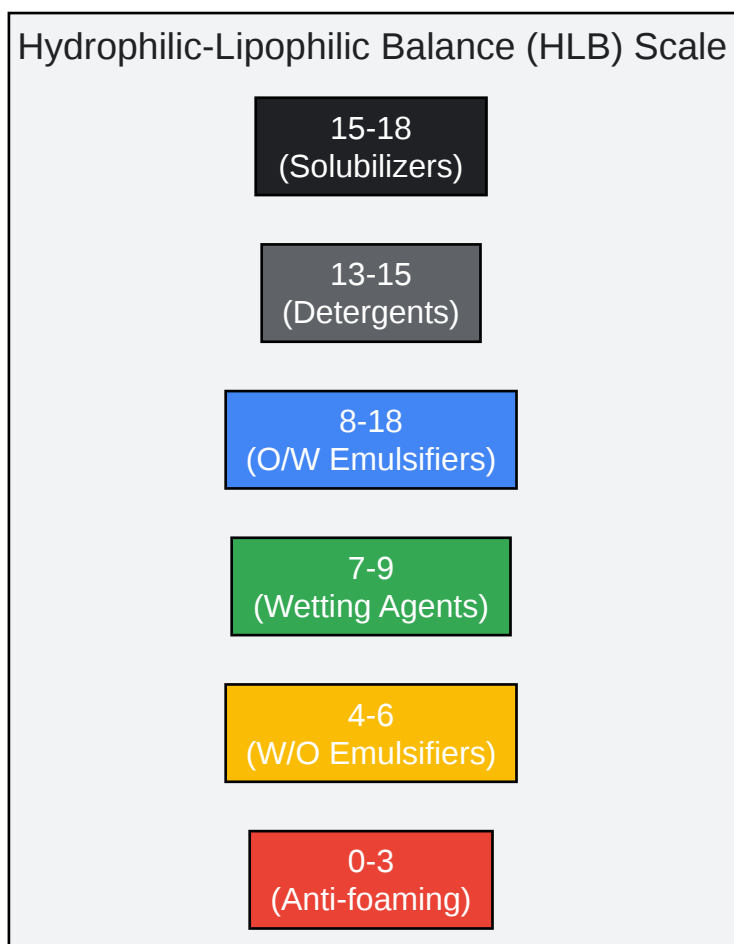 Hydrophilic-Lipophilic Balance (HLB) Scale
15-18
(Solubilizers)
13-15
(Detergents)
8-18
(O/W Emulsifiers)
7-9
(Wetting Agents)
4-6
(W/O Emulsifiers)
0-3
(Anti-foaming)